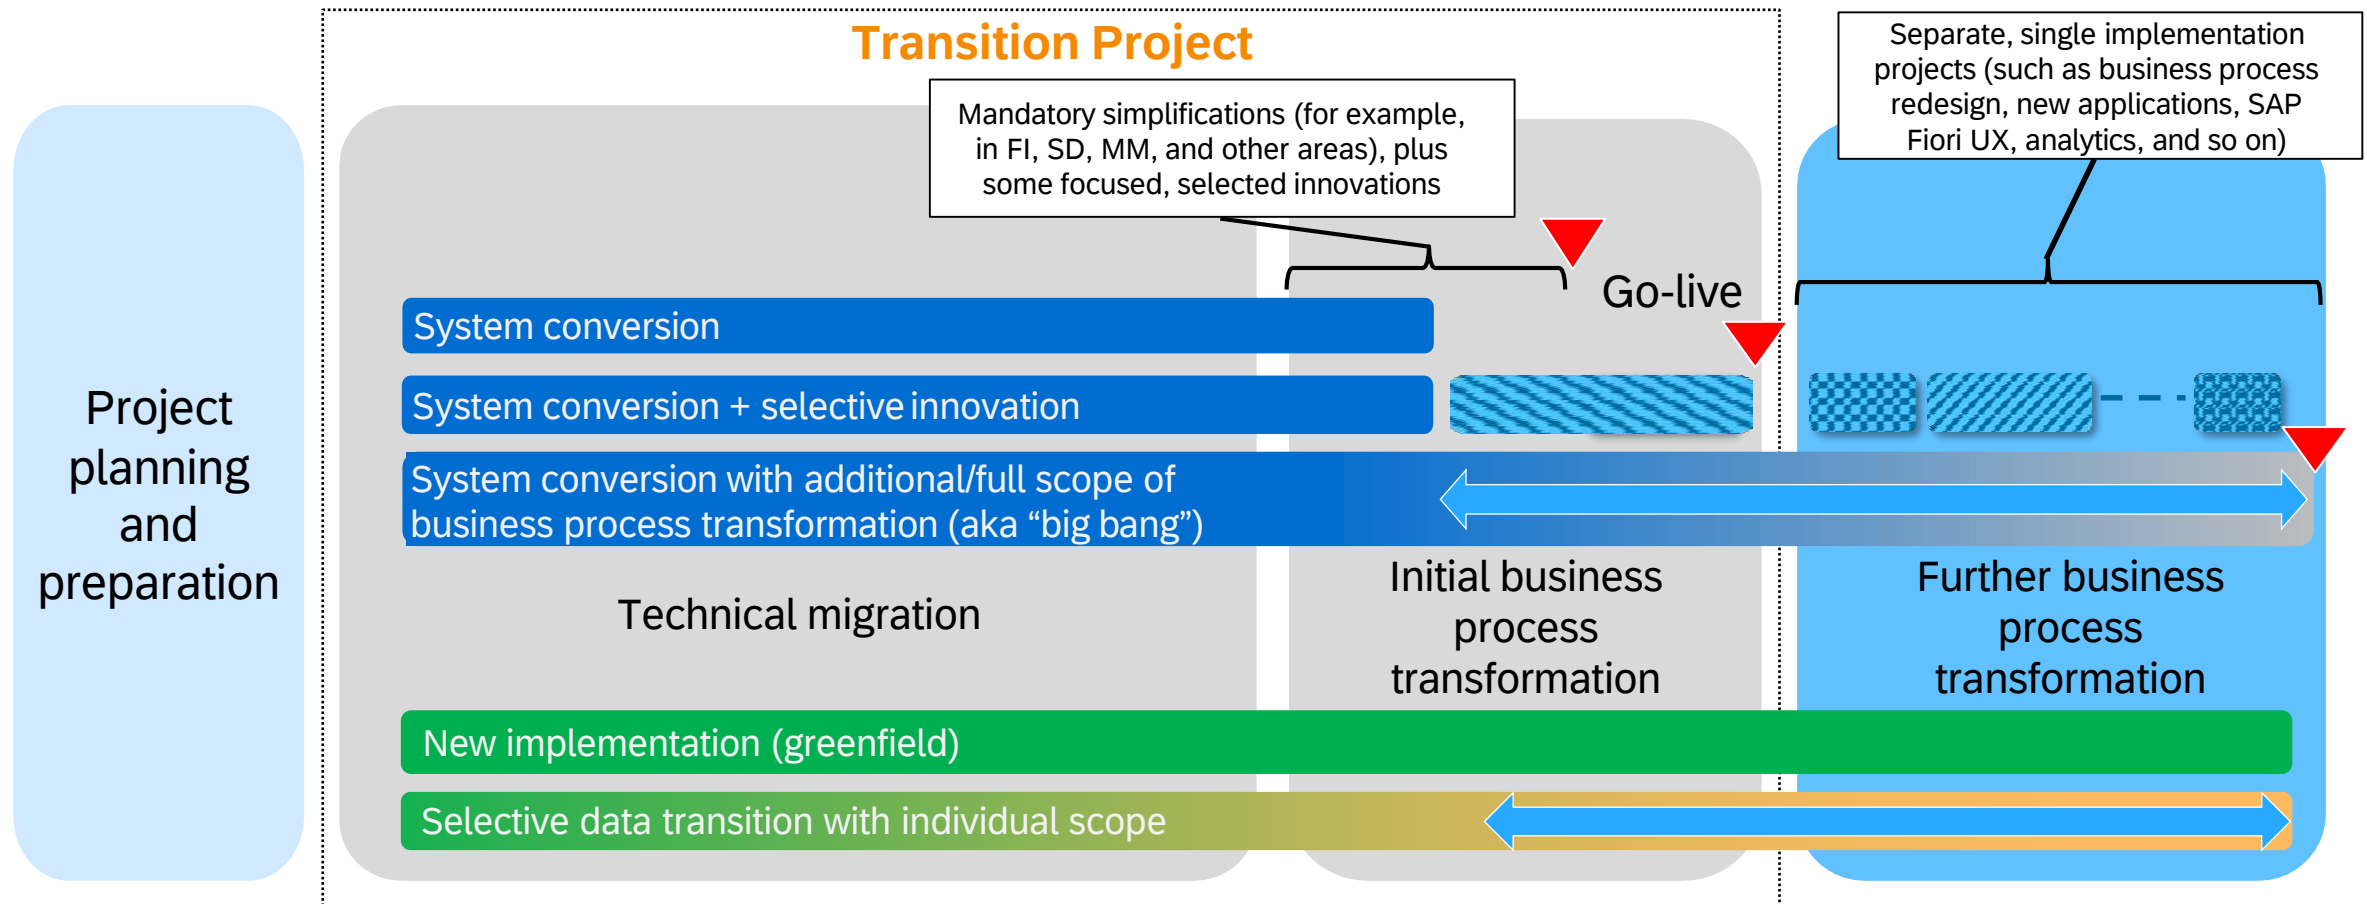 Transition Project
Separate, single implementation
projects (such as business process
redesign, new applications, SAP
Fiori UX, analytics, and so on)
Mandatory simplifications (for example,
in FI, SD, MM, and other areas), plus
some focused, selected innovations
Go-live
System conversion
System conversion + selective innovation
System conversion with additional/full scope of
business process transformation (aka “big bang”)
Project
planning
and
preparation
Technical migration
Initial business
process
transformation
Further business
process
transformation
New implementation (greenfield)
Selective data transition with individual scope